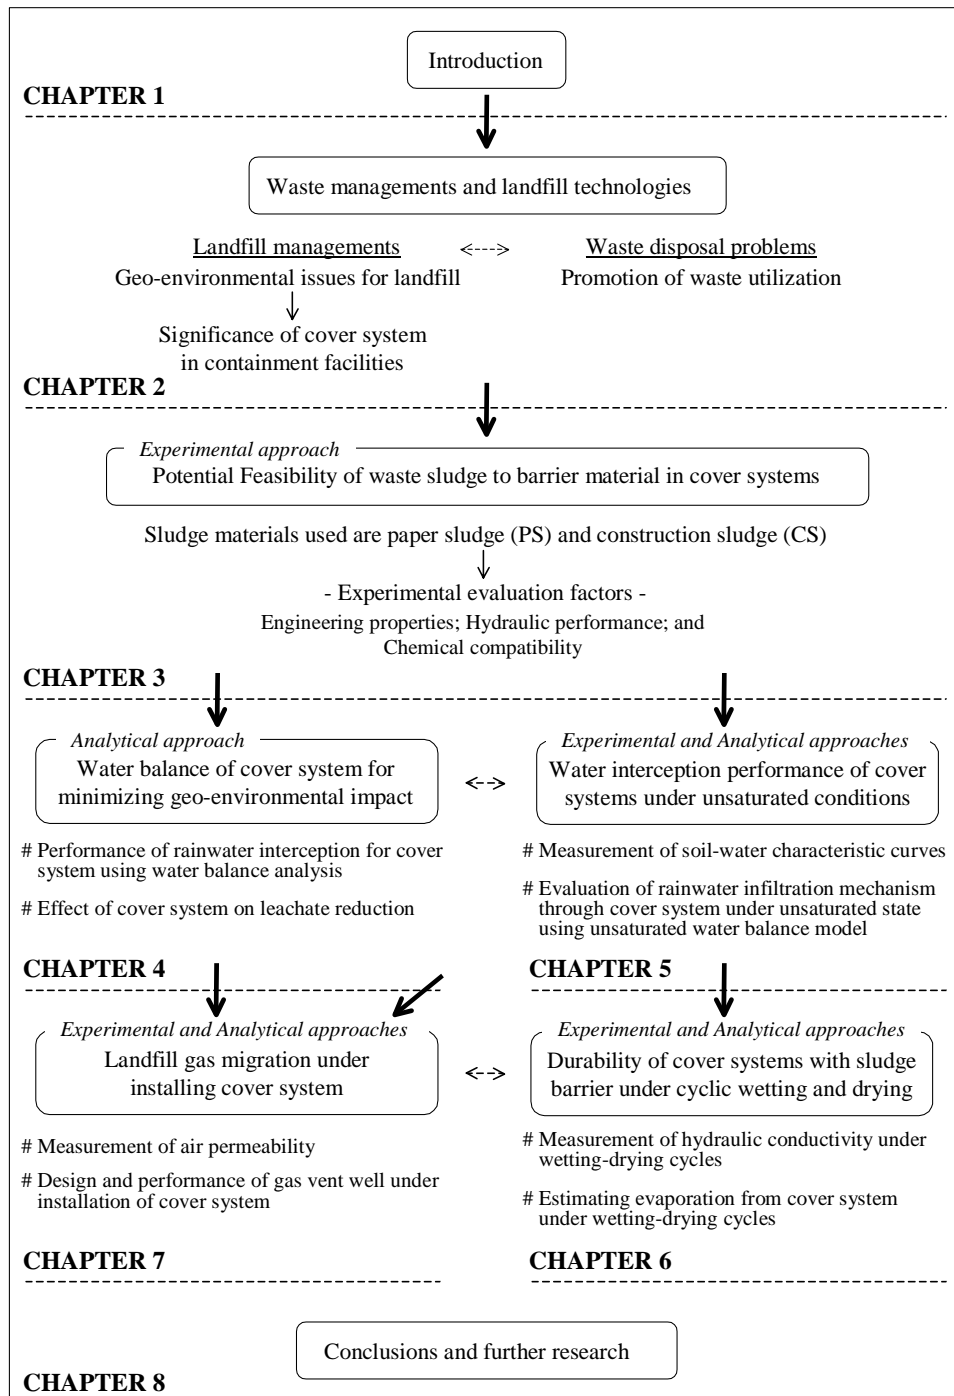 Introduction
CHAPTER 1
Waste managements and landfill technologies
Landfill managements
Waste disposal problems
Geo-environmental issues for landfill
Promotion of waste utilization
Significance of cover system
in containment facilities
CHAPTER 2
Experimental approach
Potential Feasibility of waste sludge to barrier material in cover systems
Sludge materials used are paper sludge (PS) and construction sludge (CS)
- Experimental evaluation factors -
Engineering properties; Hydraulic performance; and
Chemical compatibility
CHAPTER 3
Analytical approach
Water balance of cover system for
minimizing geo-environmental impact
# Performance of rainwater interception for cover
system using water balance analysis
# Effect of cover system on leachate reduction
CHAPTER 4
Experimental and Analytical approaches
Water interception performance of cover
systems under unsaturated conditions
# Measurement of soil-water characteristic curves
# Evaluation of rainwater infiltration mechanism
through cover system under unsaturated state
using unsaturated water balance model
CHAPTER 5
Experimental and Analytical approaches
Landfill gas migration under
installing cover system
# Measurement of air permeability
# Design and performance of gas vent well under
installation of cover system
CHAPTER 7
Experimental and Analytical approaches
Durability of cover systems with sludge
barrier under cyclic wetting and drying
# Measurement of hydraulic conductivity under
wetting-drying cycles
# Estimating evaporation from cover system
under wetting-drying cycles
CHAPTER 6
Conclusions and further research
CHAPTER 8